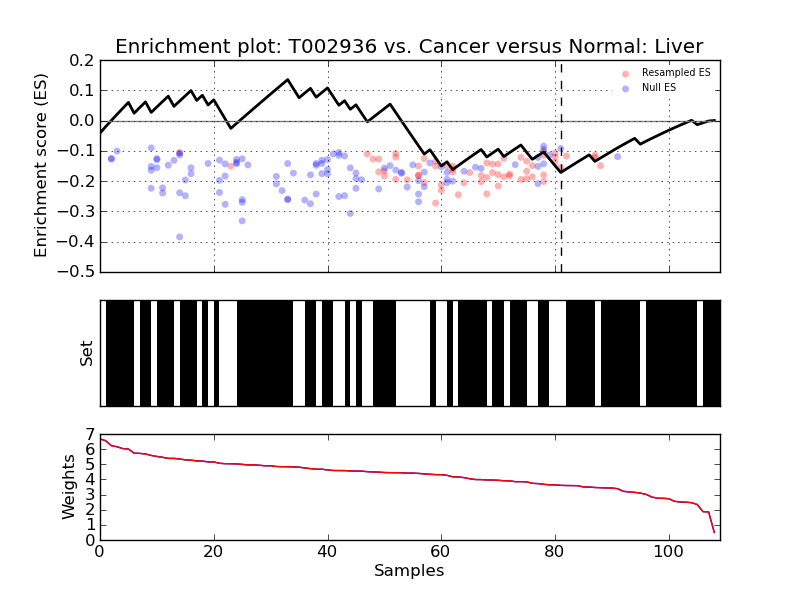 Enrichment plot: T002936 vs. Cancer versus Normal: Liver
Enrichment score (ES)
0.2
0.1
0.0
−0.1
−0.2
−0.3
−0.4
−0.5
Resampled ES
Null ES
Set
Weights
7
6
5
4
3
2
1
0
0 20 40 60 80 100
Samples